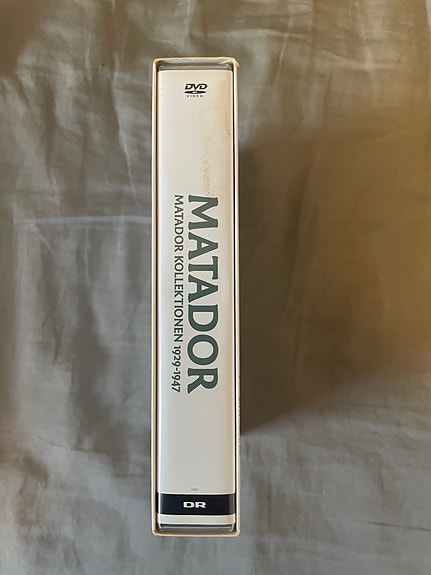 DVD
VIDEO
MATADOR
MATADOR KOLLEKTIONEN 1929-1947
DR